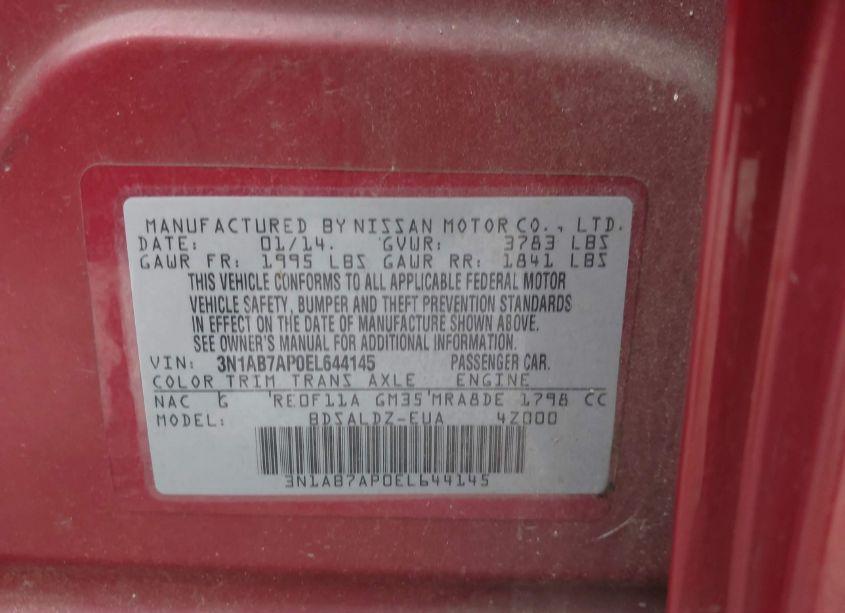 MANUFACTURED BY NISSAN MOTOR CO., LTD.
DATE: 01/14. GVWR: 3783 LBS
GAWR FR: 1995 LBS GAWR RR: 1841 LBS
THIS VEHICLE CONFORMS TO ALL APPLICABLE FEDERAL MOTOR
VEHICLE SAFETY, BUMPER AND THEFT PREVENTION STANDARDS
IN EFFECT ON THE DATE OF MANUFACTURE SHOWN ABOVE.
SEE OWNER'S MANUAL FOR ADDITIONAL INFORMATION.
VIN: 3N1AB7AP0EL644145 PASSENGER CAR.
COLOR TRIM TRANS AXLE ENGINE
NAC G RE0F11A GM35 MRA8DE 1798 CC
MODEL: BDSALDZ-EUA 4Z000
3N1AB7AP0EL644145